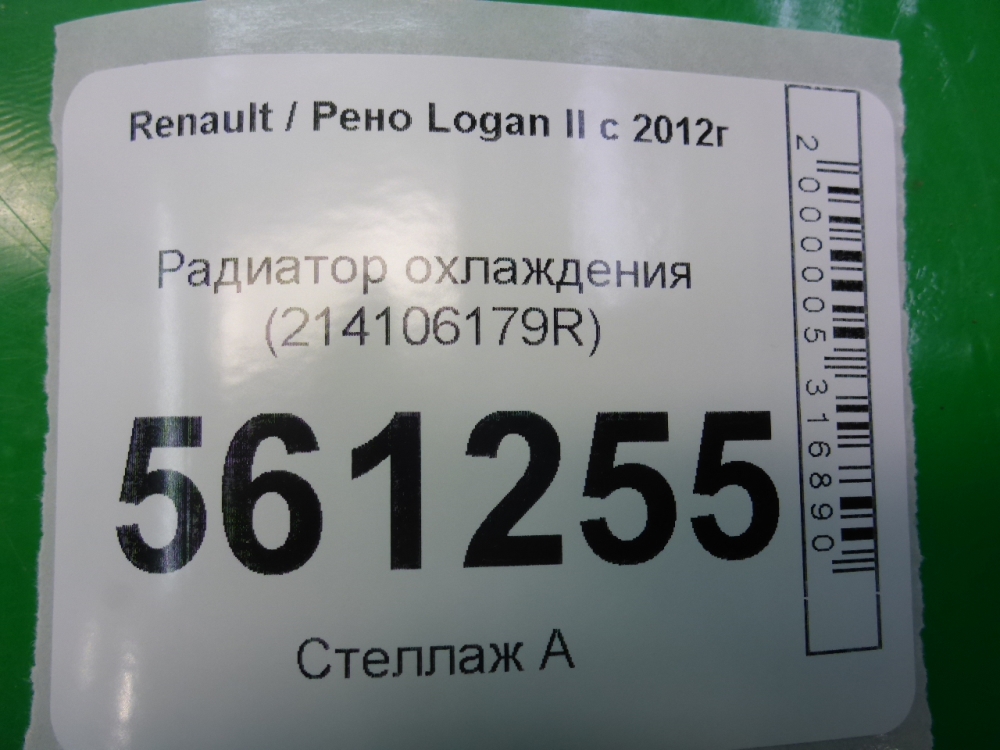 Renault / Рено Logan II с 2012г
Радиатор охлаждения
(214106179R)
561255
Стеллаж А
2000005316890